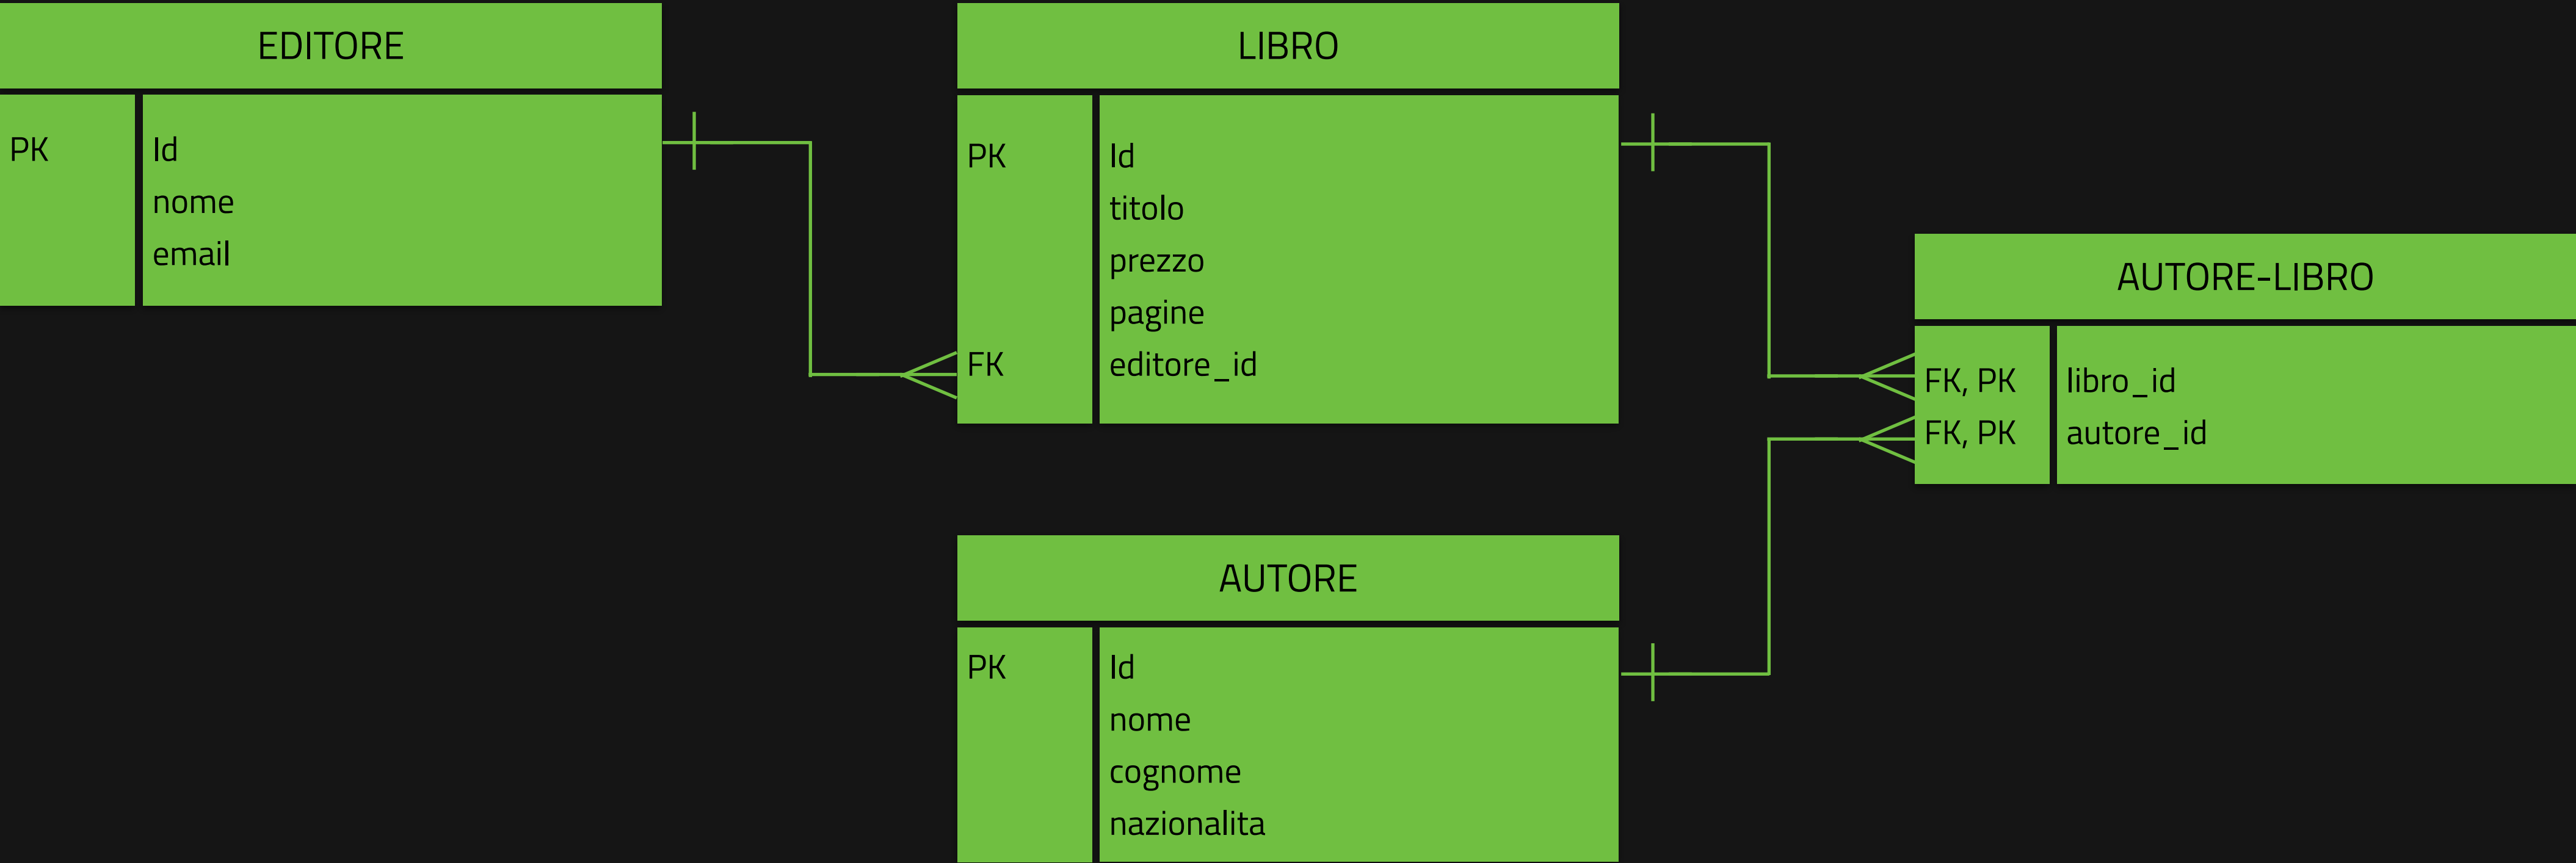 EDITORE
PK Id
nome
email
LIBRO
PK Id
titolo
prezzo
pagine
FK editore_id
AUTORE-LIBRO
FK, PK libro_id
FK, PK autore_id
AUTORE
PK Id
nome
cognome
nazionalita